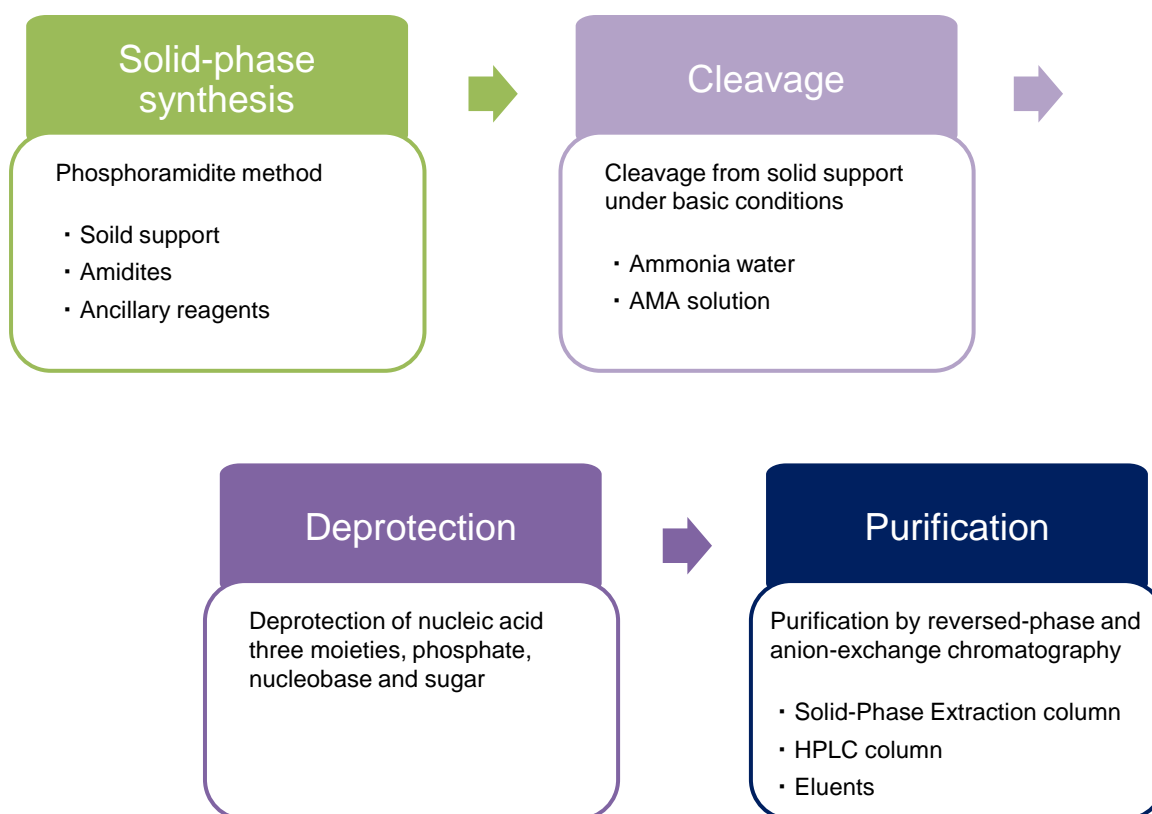 Solid-phase
synthesis
Phosphoramidite method
・Soild support
・Amidites
・Ancillary reagents
Cleavage
Cleavage from solid support
under basic conditions
・Ammonia water
・AMA solution
Deprotection
Deprotection of nucleic acid
three moieties, phosphate,
nucleobase and sugar
Purification
Purification by reversed-phase and
anion-exchange chromatography
・Solid-Phase Extraction column
・HPLC column
・Eluents